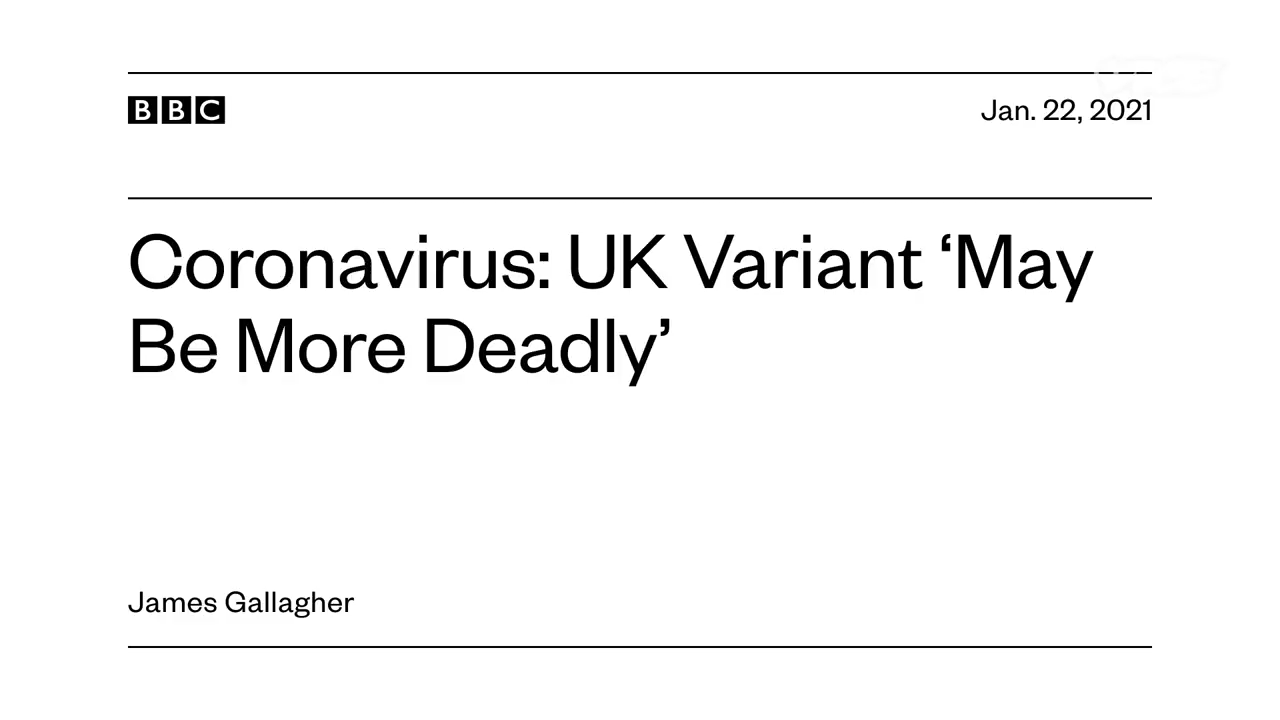 BBC
Jan. 22, 2021
Coronavirus: UK Variant ‘May
Be More Deadly’
James Gallagher